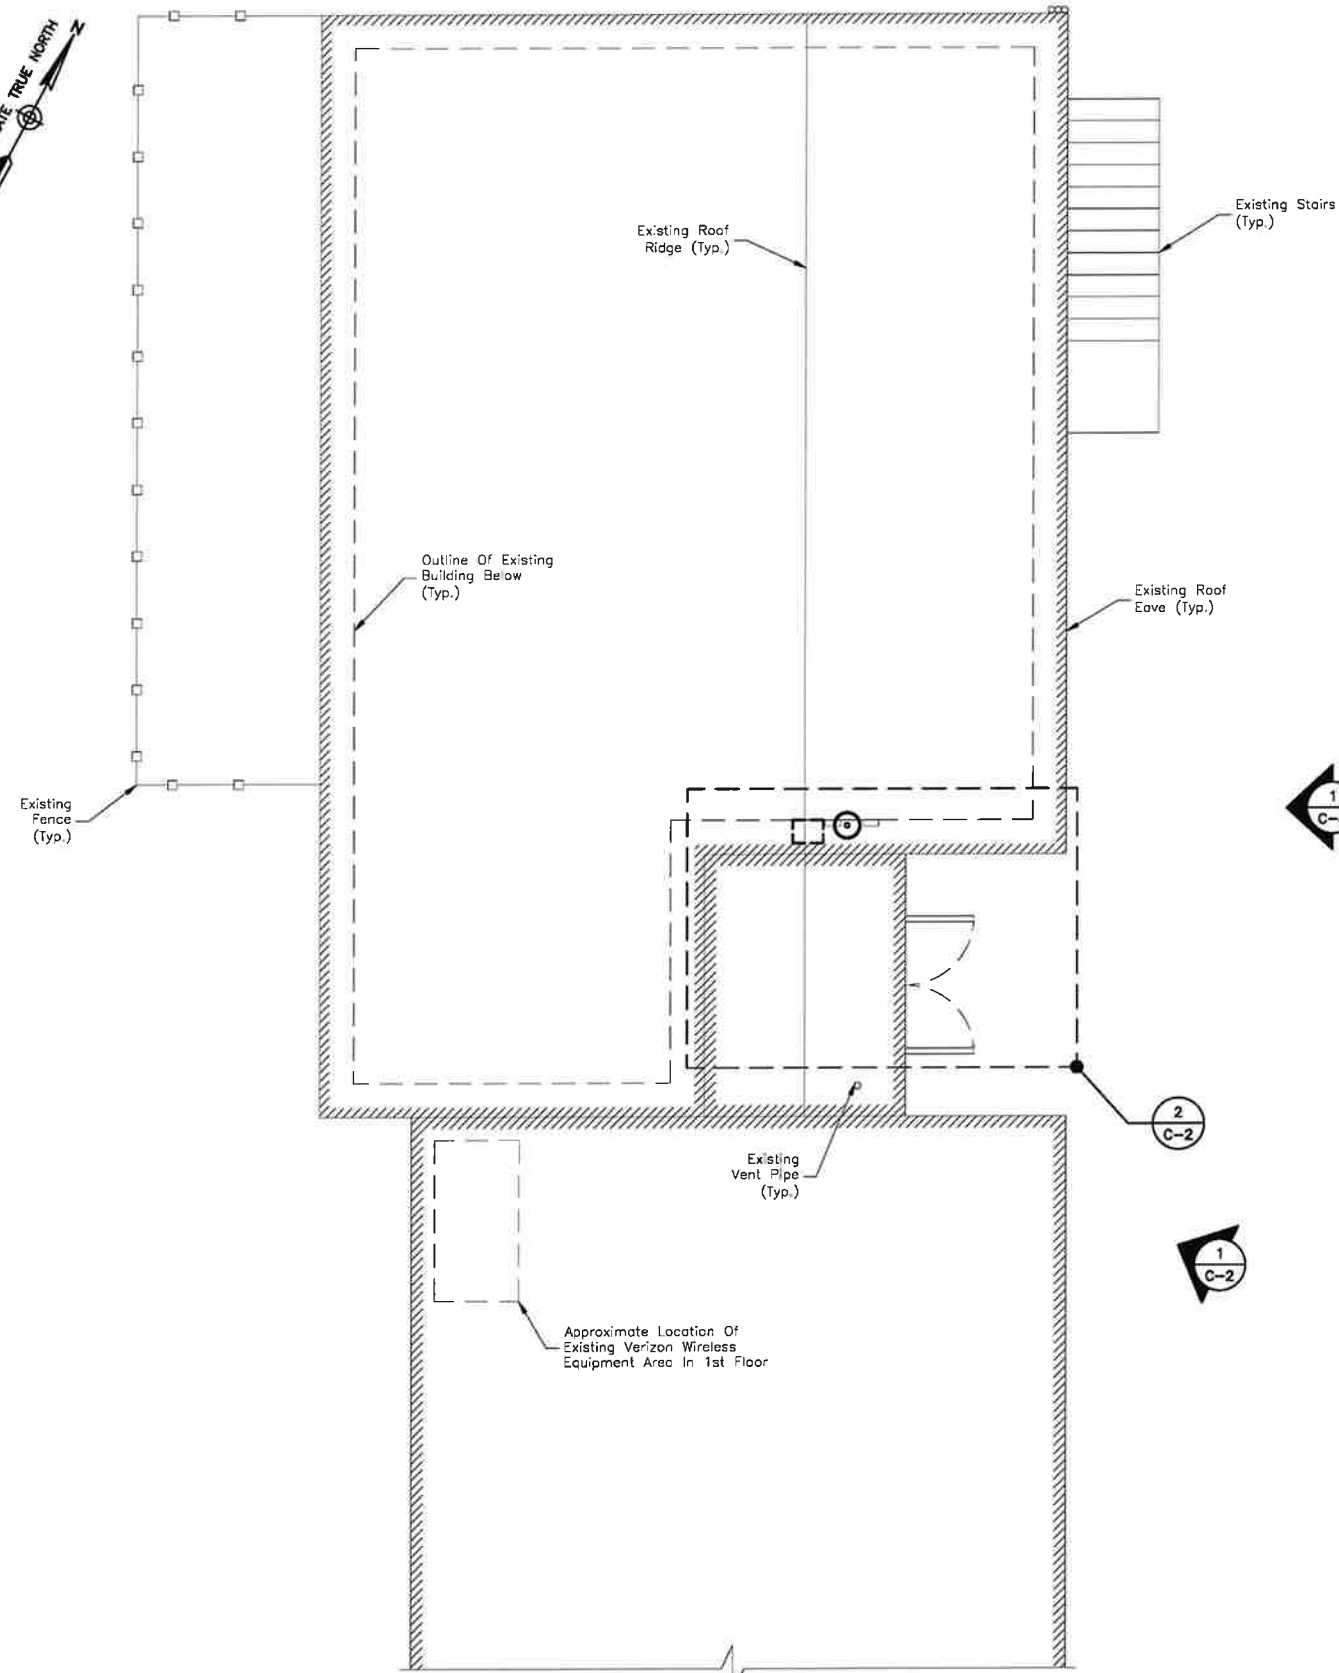 TRUE NORTH
N
Existing Roof
Ridge (Typ.)
Existing Stairs
(Typ.)
Outline Of Existing
Building Below
(Typ.)
Existing Roof
Eave (Typ.)
Existing
Fence
(Typ.)
1
2
C-2
Existing
Vent Pipe
(Typ.)
1
C-2
Approximate Location Of
Existing Verizon Wireless
Equipment Area In 1st Floor